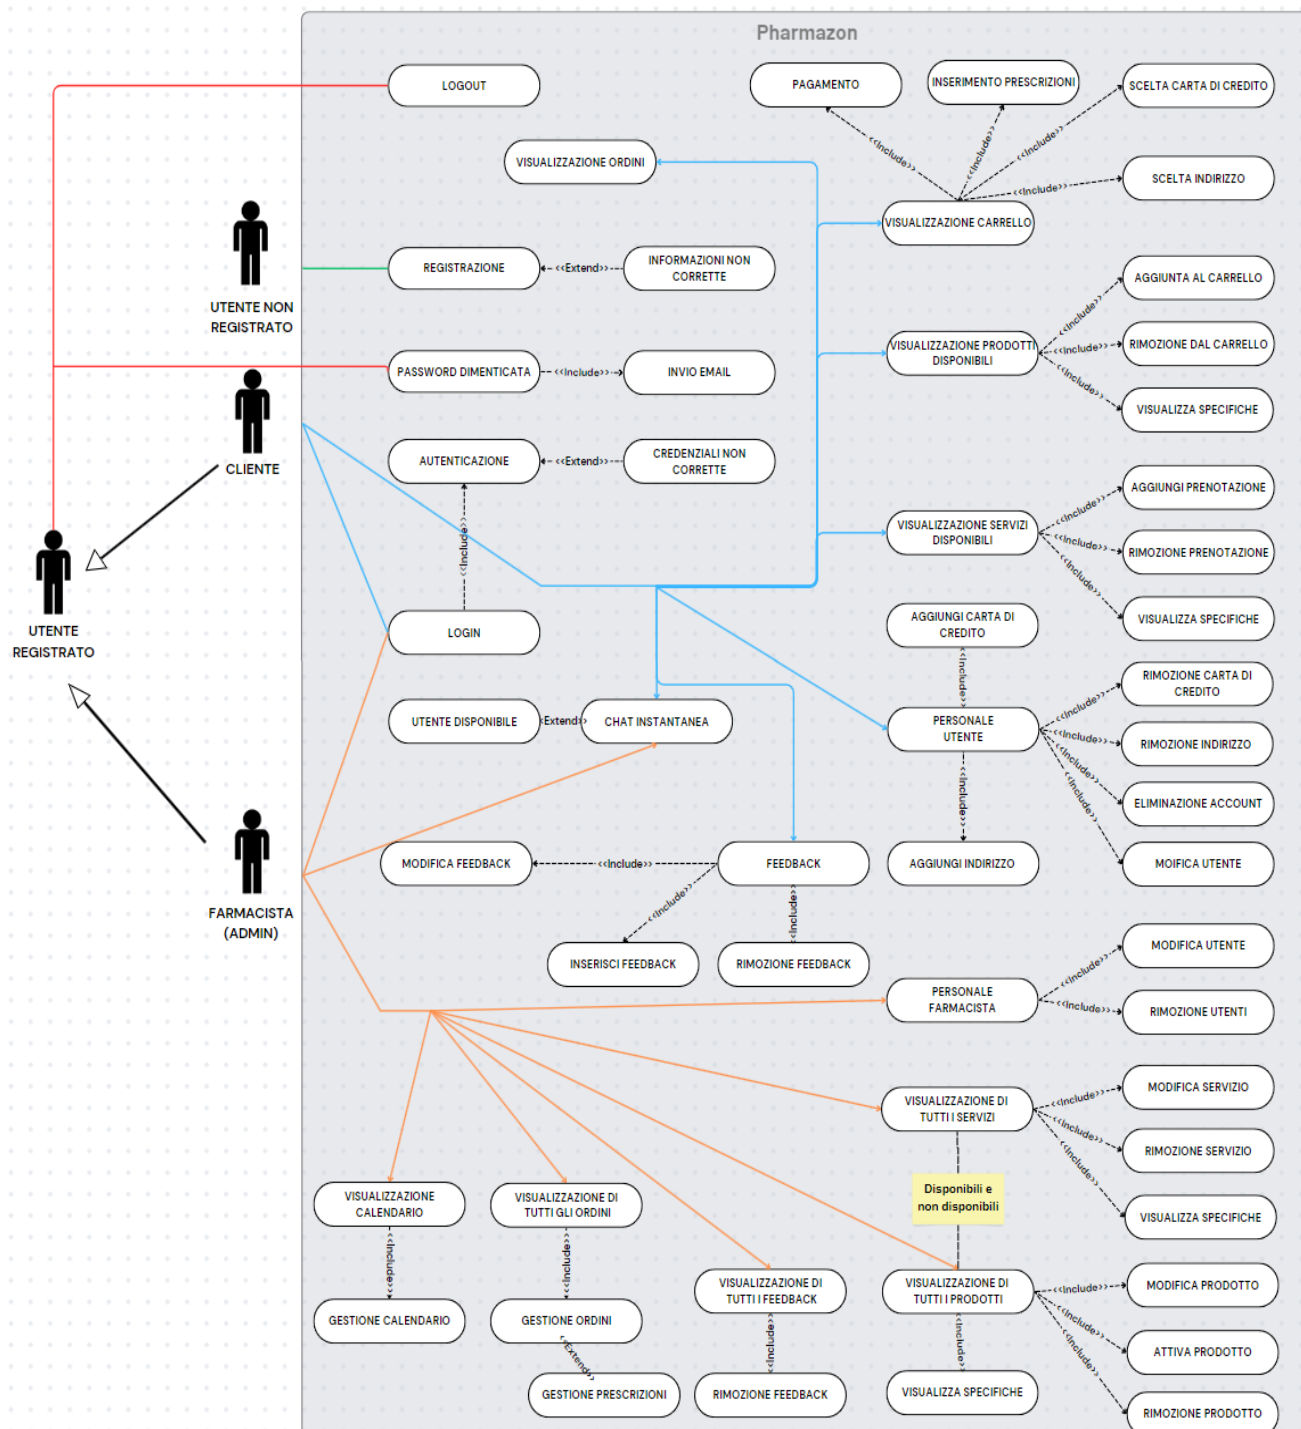 Pharmazon
LOGOUT
PAGAMENTO
INSERIMENTO PRESCRIZIONI
SCELTA CARTA DI CREDITO
<<Include>>
<<Include>>
<<Include>>
VISUALIZZAZIONE ORDINI
<<Include>>
SCELTA INDIRIZZO
VISUALIZZAZIONE CARRELLO
UTENTE NON
REGISTRATO
REGISTRAZIONE
<<Extend>>
INFORMAZIONI NON
CORRETTE
AGGIUNTA AL CARRELLO
<<Include>>
VISUALIZZAZIONE PRODOTTI
DISPONIBILI
<<Include>>
RIMOZIONE DAL CARRELLO
<<Include>>
VISUALIZZA SPECIFICHE
PASSWORD DIMENTICATA
<<Include>>
INVIO EMAIL
CLIENTE
AUTENTICAZIONE
<<Extend>>
CREDENZIALI NON
CORRETTE
<<Include>>
AGGIUNGI PRENOTAZIONE
<<Include>>
VISUALIZZAZIONE SERVIZI
DISPONIBILI
<<Include>>
RIMOZIONE PRENOTAZIONE
<<Include>>
VISUALIZZA SPECIFICHE
UTENTE
REGISTRATO
LOGIN
AGGIUNGI CARTA DI
CREDITO
<<Include>>
RIMOZIONE CARTA DI
CREDITO
<<Include>>
UTENTE DISPONIBILE
<Extend>>
CHAT INSTANTANEA
PERSONALE
UTENTE
<<Include>>
RIMOZIONE INDIRIZZO
<<Include>>
ELIMINAZIONE ACCOUNT
<<Include>>
MOIFICA UTENTE
<<Include>>
AGGIUNGI INDIRIZZO
MODIFICA FEEDBACK
<<Include>>
FEEDBACK
<<Include>>
<<Include>>
INSERISCI FEEDBACK
RIMOZIONE FEEDBACK
FARMACISTA
(ADMIN)
MODIFICA UTENTE
<<Include>>
PERSONALE
FARMACISTA
<<Include>>
RIMOZIONE UTENTI
VISUALIZZAZIONE DI
TUTTI I SERVIZI
<<Include>>
MODIFICA SERVIZIO
<<Include>>
RIMOZIONE SERVIZIO
<<Include>>
VISUALIZZA SPECIFICHE
Disponibili e
non disponibili
VISUALIZZAZIONE
CALENDARIO
<<Include>>
GESTIONE CALENDARIO
VISUALIZZAZIONE DI
TUTTI GLI ORDINI
<<Include>>
GESTIONE ORDINI
<<Extend>>
GESTIONE PRESCRIZIONI
VISUALIZZAZIONE DI
TUTTI I FEEDBACK
<<Include>>
RIMOZIONE FEEDBACK
VISUALIZZAZIONE DI
TUTTI I PRODOTTI
<<Include>>
VISUALIZZA SPECIFICHE
<<Include>>
MODIFICA PRODOTTO
<<Include>>
ATTIVA PRODOTTO
<<Include>>
RIMOZIONE PRODOTTO